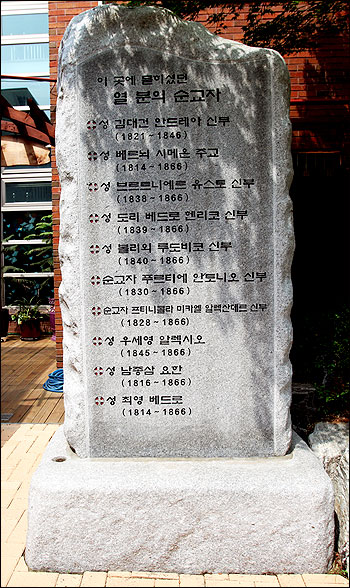 이 곳에 묻히셨던
열 분의 순교자
성 김대건 안드레아 신부
(1821~1846)
성 베르뇌 시메온 주교
(1814~1866)
성 브르트니에르 유스토 신부
(1838~1866)
성 도리 베드로 헨리코 신부
(1839~1866)
성 볼리외 루도비코 신부
(1840~1866)
순교자 푸르티에 안토니오 신부
(1830~1866)
순교자 프티니콜라 미카엘 알렉산데르 신부
(1828~1866)
성 우세영 알렉시오
(1845~1866)
성 남종삼 요한
(1816~1866)
성 최형 베드로
(1814~1866)